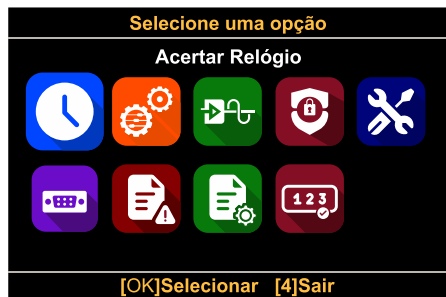 Selecione uma opção
Acertar Relógio
123
[OK]Selecionar [4]Sair